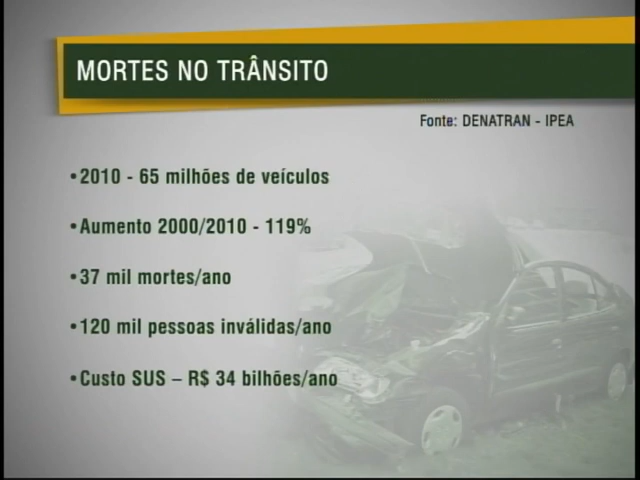 MORTES NO TRÂNSITO
Fonte: DENATRAN - IPEA
•2010 - 65 milhões de veículos
•Aumento 2000/2010 - 119%
•37 mil mortes/ano
•120 mil pessoas inválidas/ano
•Custo SUS – R$ 34 bilhões/ano